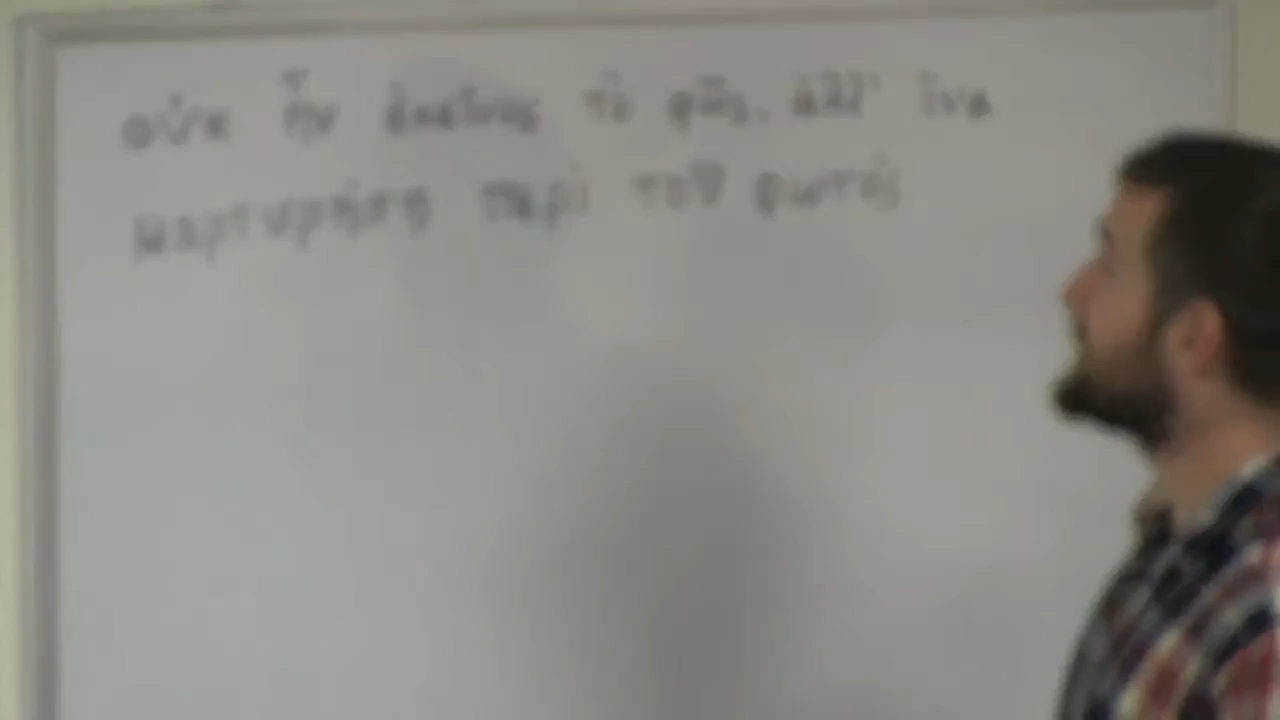 οὐκ ἦν ἐκεῖνος τὸ φῶς, ἀλλ' ἵνα
μαρτυρήσῃ περὶ τοῦ φωτός